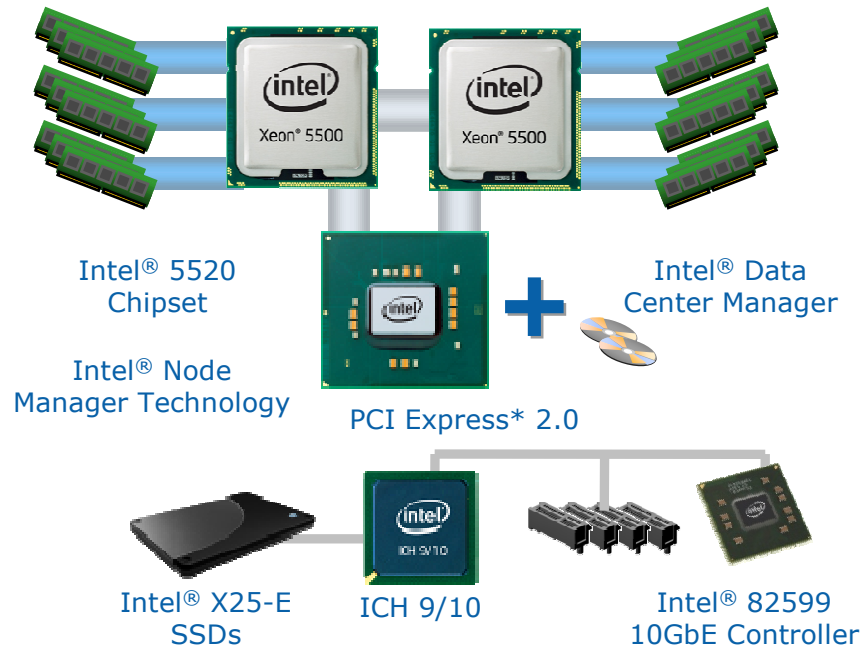 intel
Xeon® 5500
intel
Xeon® 5500
Intel® 5520
Chipset
intel
Intel® Data
Center Manager
Intel® Node
Manager Technology
PCI Express* 2.0
intel
ICH 9/10
intel
Intel® X25-E
SSDs
ICH 9/10
Intel® 82599
10GbE Controller